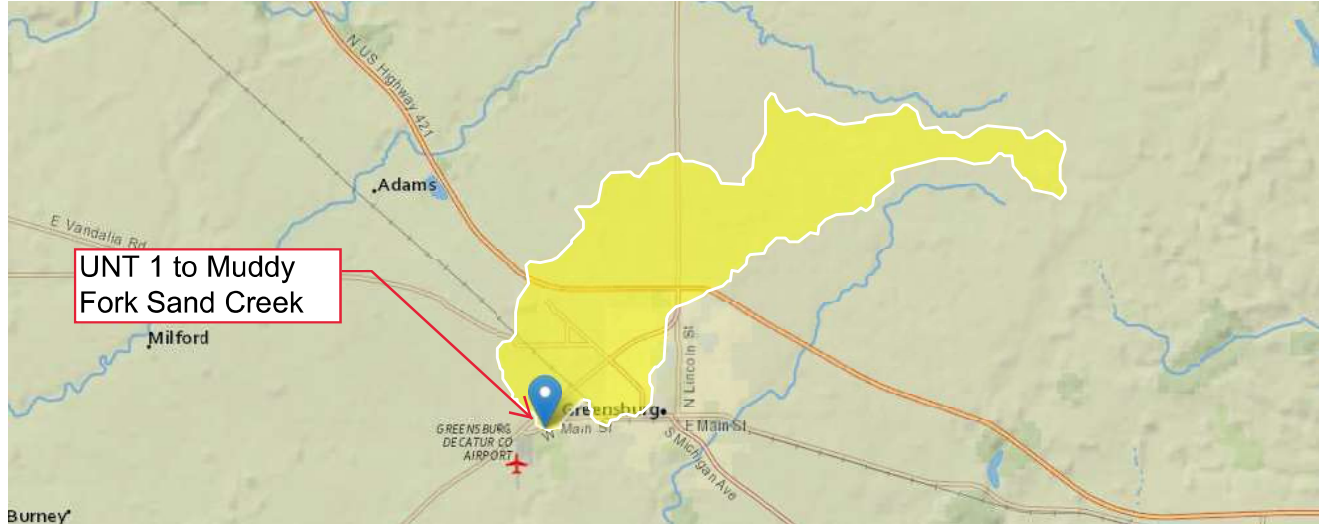 N US Highway 421
Adams
E Vandalia Rd
UNT 1 to Muddy
Fork Sand Creek
Milford
N Lincoln St
Greensburg
W Main St
E Main St
GREENSBURG
DECATUR CO
AIRPORT
S Michigan Ave
Burney